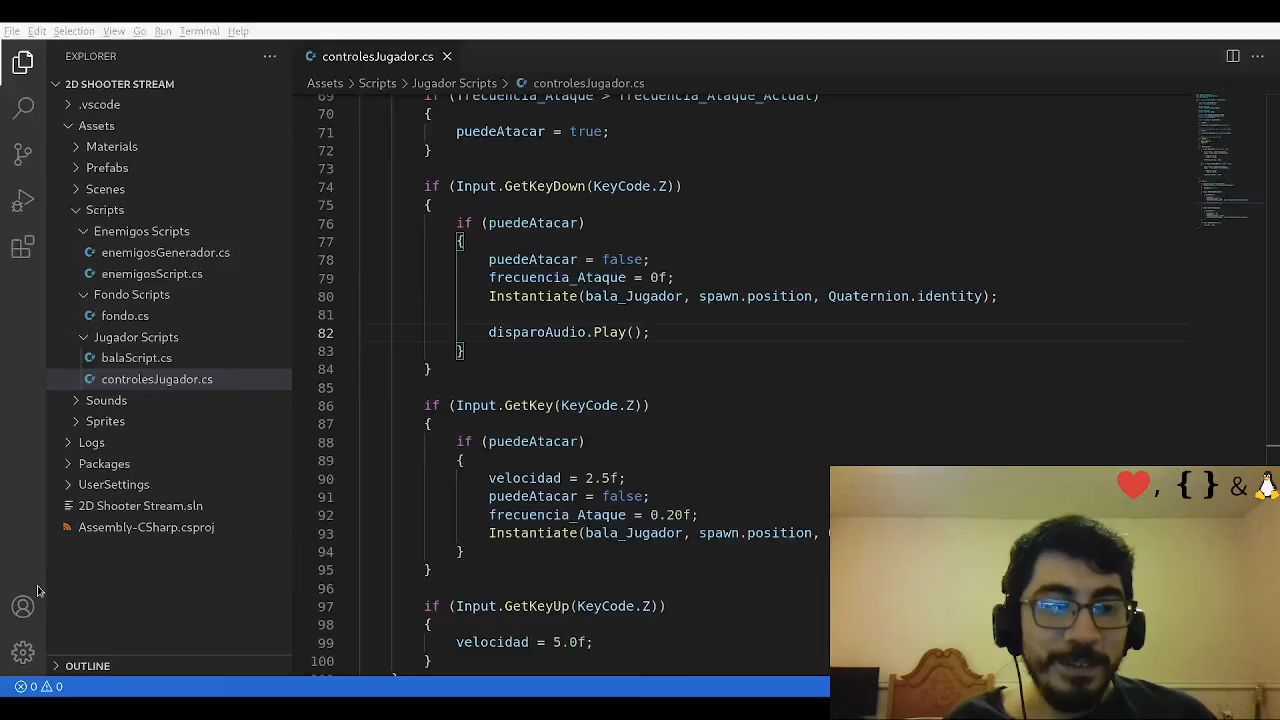 File Edit Selection View Go Run Terminal Help
EXPLORER
controlesJugador.cs
2D SHOOTER STREAM
Assets > Scripts > Jugador Scripts > controlesJugador.cs
.vscode
Assets
Materials
Prefabs
Scenes
Scripts
Enemigos Scripts
enemigosGenerador.cs
enemigosScript.cs
Fondo Scripts
fondo.cs
Jugador Scripts
balaScript.cs
controlesJugador.cs
Sounds
Sprites
Logs
Packages
UserSettings
2D Shooter Stream.sln
Assembly-CSharp.csproj
OUTLINE
0 0
69 if (frecuencia_Ataque > frecuencia_Ataque_Actual)
70 {
71 puedeAtacar = true;
72 }
73
74 if (Input.GetKeyDown(KeyCode.Z))
75 {
76 if (puedeAtacar)
77 {
78 puedeAtacar = false;
79 frecuencia_Ataque = 0f;
80 Instantiate(bala_Jugador, spawn.position, Quaternion.identity);
81
82 disparoAudio.Play();
83 }
84 }
85
86 if (Input.GetKey(KeyCode.Z))
87 {
88 if (puedeAtacar)
89 {
90 velocidad = 2.5f;
91 puedeAtacar = false;
92 frecuencia_Ataque = 0.20f;
93 Instantiate(bala_Jugador, spawn.position,
94 }
95 }
96
97 if (Input.GetKeyUp(KeyCode.Z))
98 {
99 velocidad = 5.0f;
100 }
, { } &